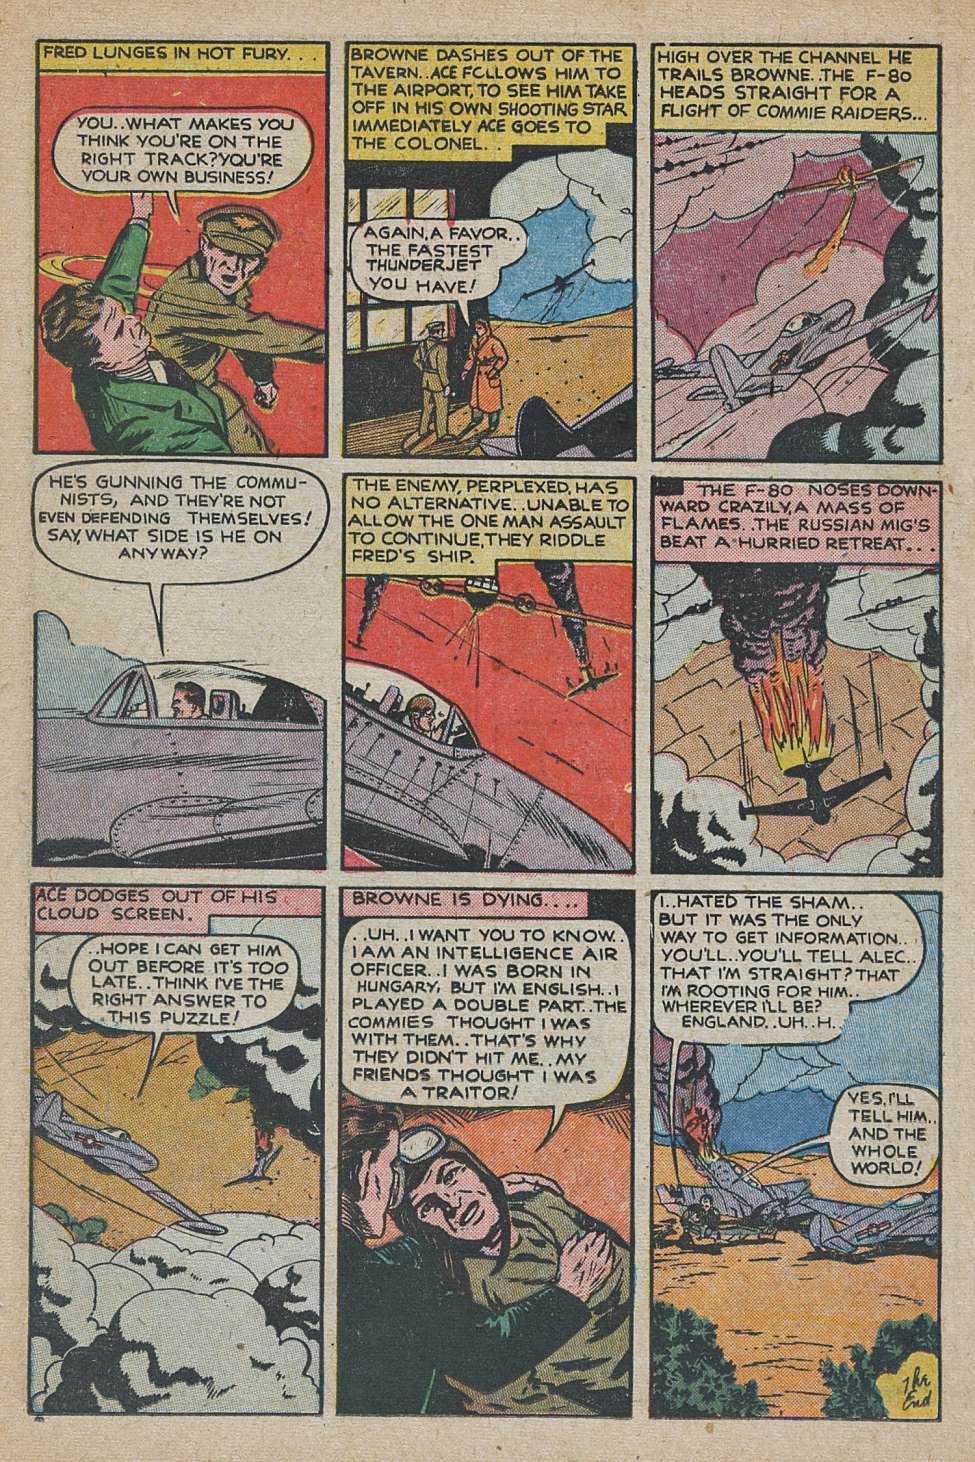 FRED LUNGES IN HOT FURY. . .
YOU..WHAT MAKES YOU
THINK YOU'RE ON THE
RIGHT TRACK? YOU'RE
YOUR OWN BUSINESS!
BROWNE DASHES OUT OF THE
TAVERN..ACE FOLLOWS HIM TO
THE AIRPORT, TO SEE HIM TAKE
OFF IN HIS OWN SHOOTING STAR
IMMEDIATELY ACE GOES TO
THE COLONEL. .
AGAIN, A FAVOR..
THE FASTEST
THUNDERJET
YOU HAVE!
HIGH OVER THE CHANNEL HE
TRAILS BROWNE..THE F-80
HEADS STRAIGHT FOR A
FLIGHT OF COMMIE RAIDERS...
HE'S GUNNING THE COMMU-
NISTS, AND THEY'RE NOT
EVEN DEFENDING THEMSELVES!
SAY, WHAT SIDE IS HE ON
ANYWAY?
THE ENEMY, PERPLEXED, HAS
NO ALTERNATIVE..UNABLE TO
ALLOW THE ONE MAN ASSAULT
TO CONTINUE, THEY RIDDLE
FRED'S SHIP.
THE F-80 NOSES DOWN-
WARD CRAZILY, A MASS OF
FLAMES..THE RUSSIAN MIG'S
BEAT A HURRIED RETREAT...
ACE DODGES OUT OF HIS
CLOUD SCREEN.
..HOPE I CAN GET HIM
OUT BEFORE IT'S TOO
LATE..THINK I'VE THE
RIGHT ANSWER TO
THIS PUZZLE!
BROWNE IS DYING....
..UH..I WANT YOU TO KNOW..
I AM AN INTELLIGENCE AIR
OFFICER..I WAS BORN IN
HUNGARY, BUT I'M ENGLISH..I
PLAYED A DOUBLE PART..THE
COMMIES THOUGHT I WAS
WITH THEM..THAT'S WHY
THEY DIDN'T HIT ME..MY
FRIENDS THOUGHT I WAS
A TRAITOR!
I..HATED THE SHAM..
BUT IT WAS THE ONLY
WAY TO GET INFORMATION..
YOU'LL..YOU'LL TELL ALEC..
THAT I'M STRAIGHT? THAT
I'M ROOTING FOR HIM..
WHEREVER I'LL BE?
ENGLAND..UH..H..
YES, I'LL
TELL HIM..
AND THE
WHOLE
WORLD!
The
End